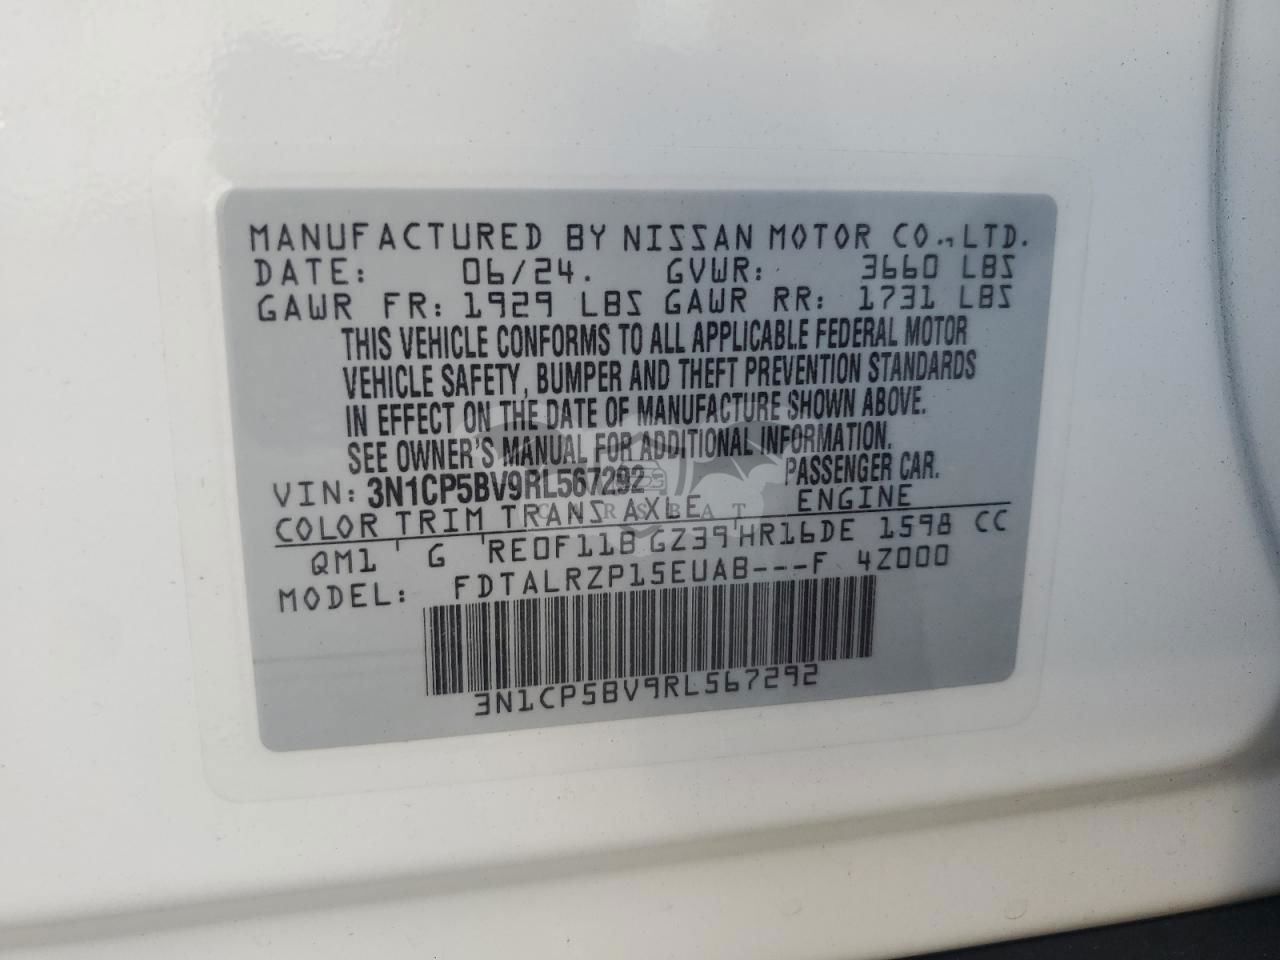 MANUFACTURED BY NISSAN MOTOR CO., LTD.
DATE: 06/24. GVWR: 3660 LBS
GAWR FR: 1929 LBS GAWR RR: 1731 LBS
THIS VEHICLE CONFORMS TO ALL APPLICABLE FEDERAL MOTOR
VEHICLE SAFETY, BUMPER AND THEFT PREVENTION STANDARDS
IN EFFECT ON THE DATE OF MANUFACTURE SHOWN ABOVE.
SEE OWNER'S MANUAL FOR ADDITIONAL INFORMATION.
VIN: 3N1CP5BV9RL567292 PASSENGER CAR.
COLOR TRIM TRANS AXLE ENGINE
QM1 G RE0F11B GZ39 HR16DE 1598 CC
MODEL: FDTALRZP15EUAB---F 4Z000
3N1CP5BV9RL567292